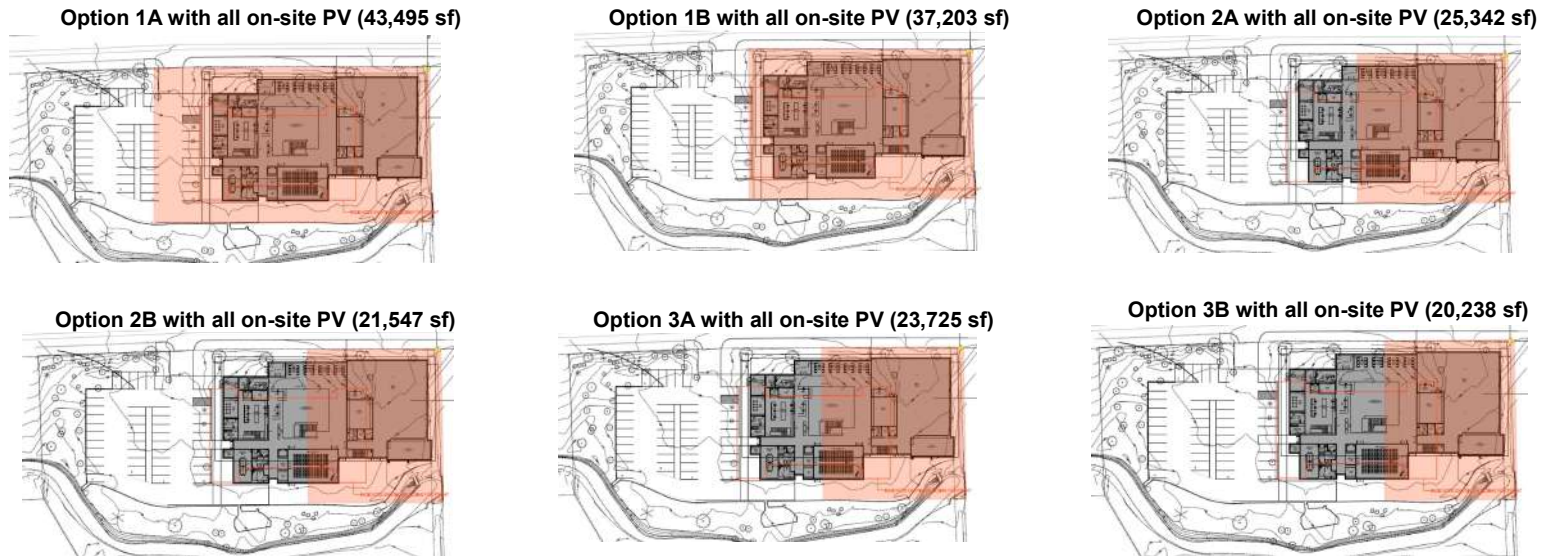 Option 1A with all on-site PV (43,495 sf)
Option 1B with all on-site PV (37,203 sf)
Option 2A with all on-site PV (25,342 sf)
Option 2B with all on-site PV (21,547 sf)
Option 3A with all on-site PV (23,725 sf)
Option 3B with all on-site PV (20,238 sf)